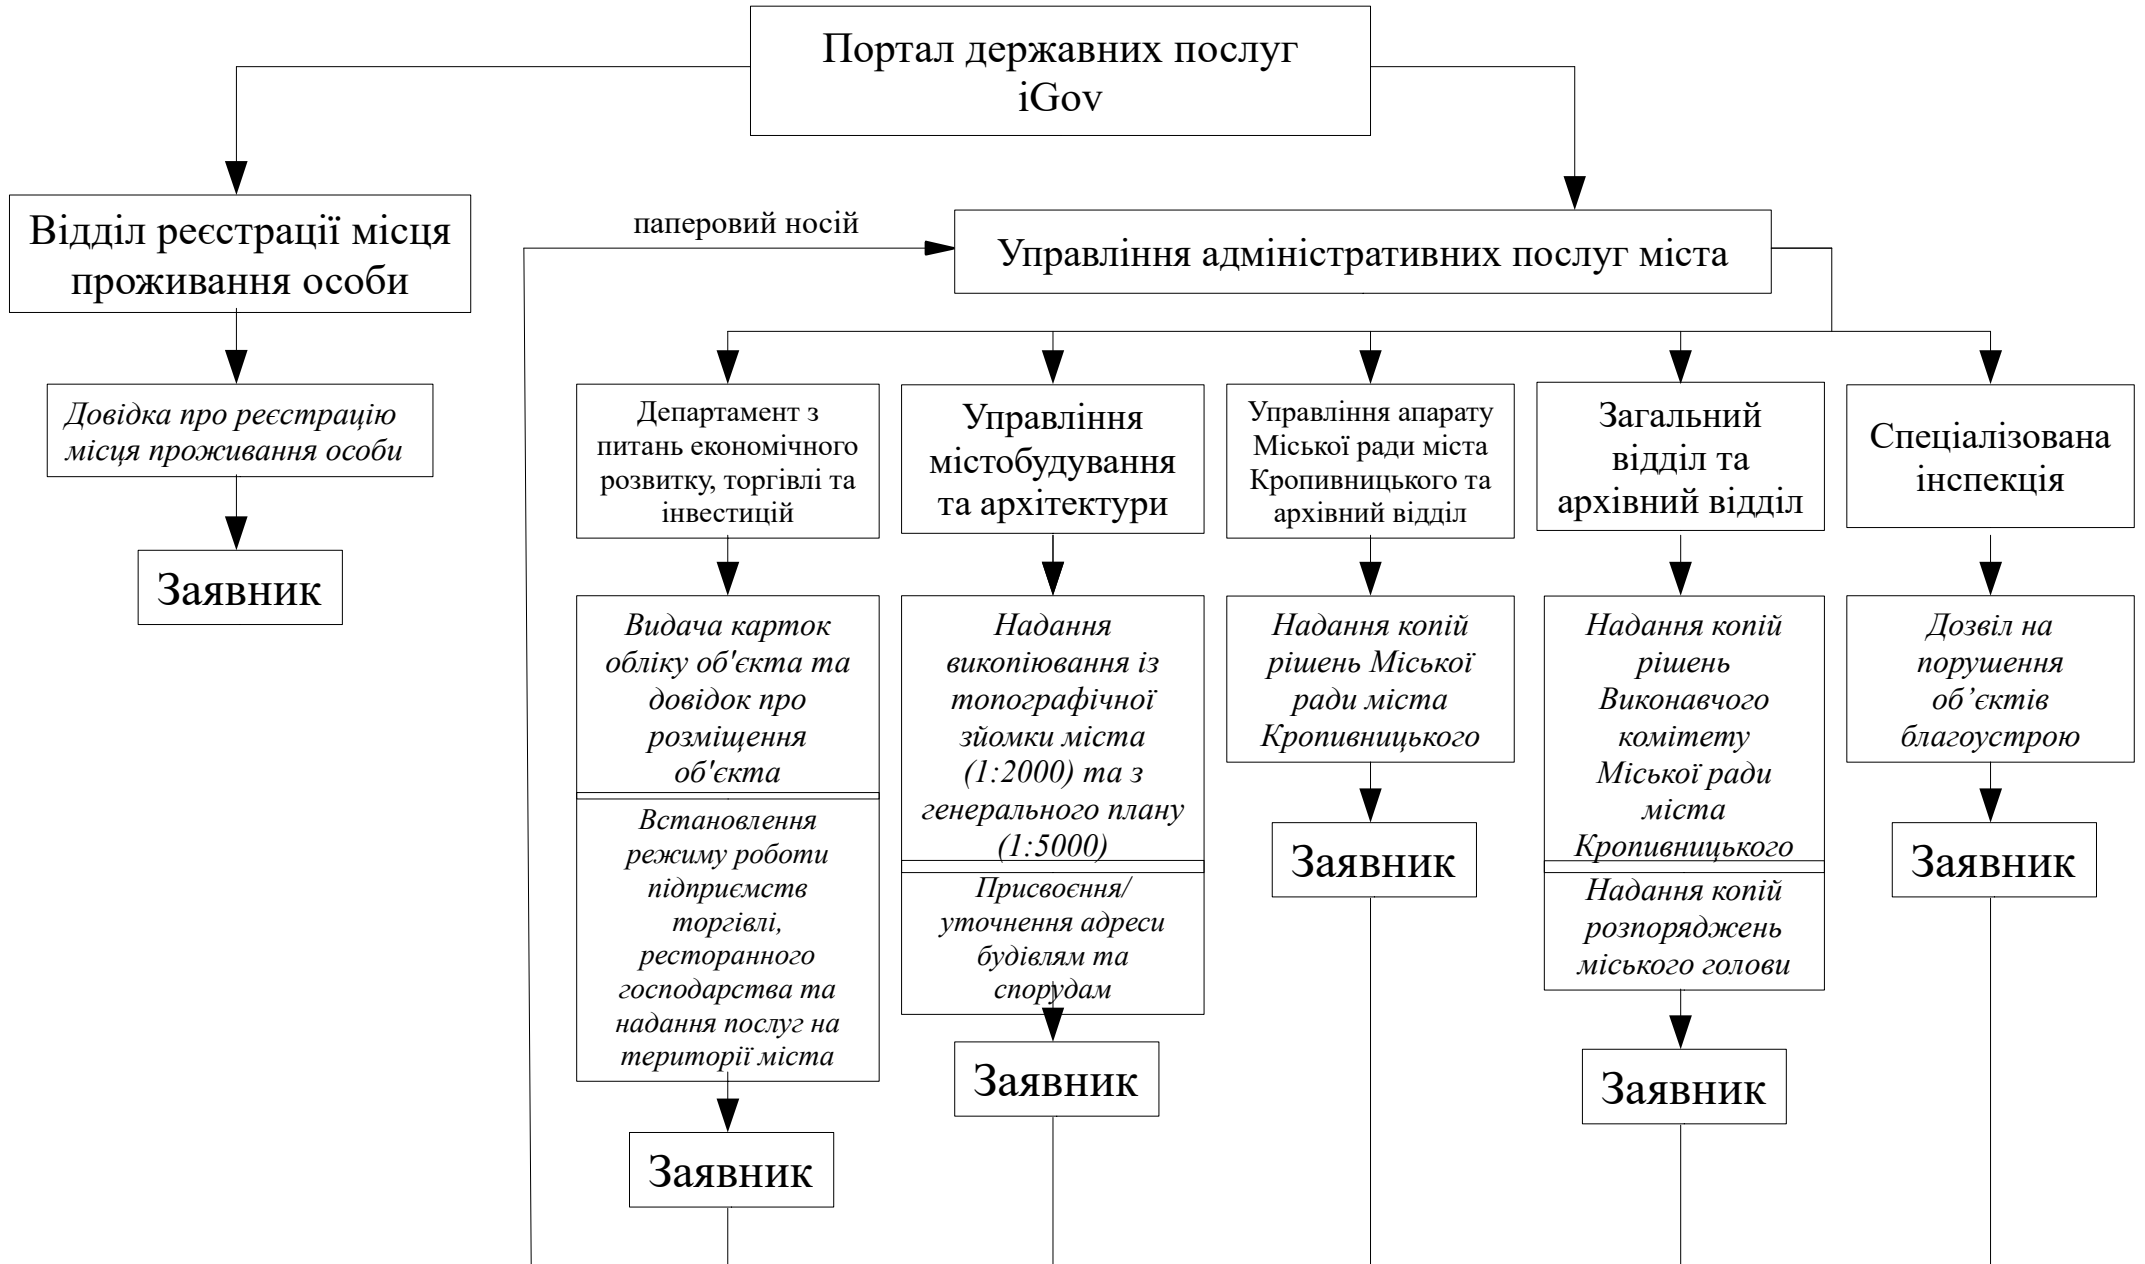 Портал державних послуг
iGov
Відділ реєстрації місця
проживання особи
паперовий носій
Управління адміністративних послуг міста
Довідка про реєстрацію
місця проживання особи
Заявник
Департамент з
питань економічного
розвитку, торгівлі та
інвестицій
Управління
містобудування
та архітектури
Управління апарату
Міської ради міста
Кропивницького та
архівний відділ
Загальний
відділ та
архівний відділ
Спеціалізована
інспекція
Видача карток
обліку об'єкта та
довідок про
розміщення
об'єкта
Встановлення
режиму роботи
підприємств
торгівлі,
ресторанного
господарства та
надання послуг на
території міста
Заявник
Надання
викопіювання із
топографічної
зйомки міста
(1:2000) та з
генерального плану
(1:5000)
Присвоєння/
уточнення адреси
будівлям та
спорудам
Заявник
Надання копій
рішень Міської
ради міста
Кропивницького
Заявник
Надання копій
рішень
Виконавчого
комітету
Міської ради
міста
Кропивницького
Надання копій
розпоряджень
міського голови
Заявник
Дозвіл на
порушення
об’єктів
благоустрою
Заявник